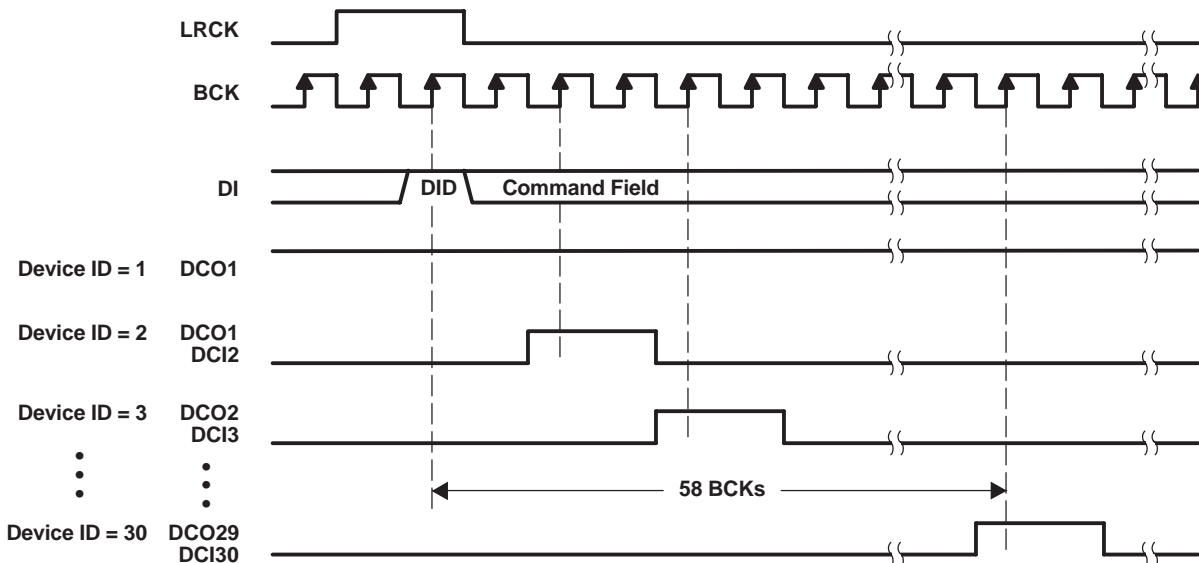 LRCK
BCK
DI
DID
Command Field
Device ID = 1 DCO1
Device ID = 2 DCO1
DCI2
Device ID = 3 DCO2
DCI3
58 BCKs
Device ID = 30 DCO29
DCI30